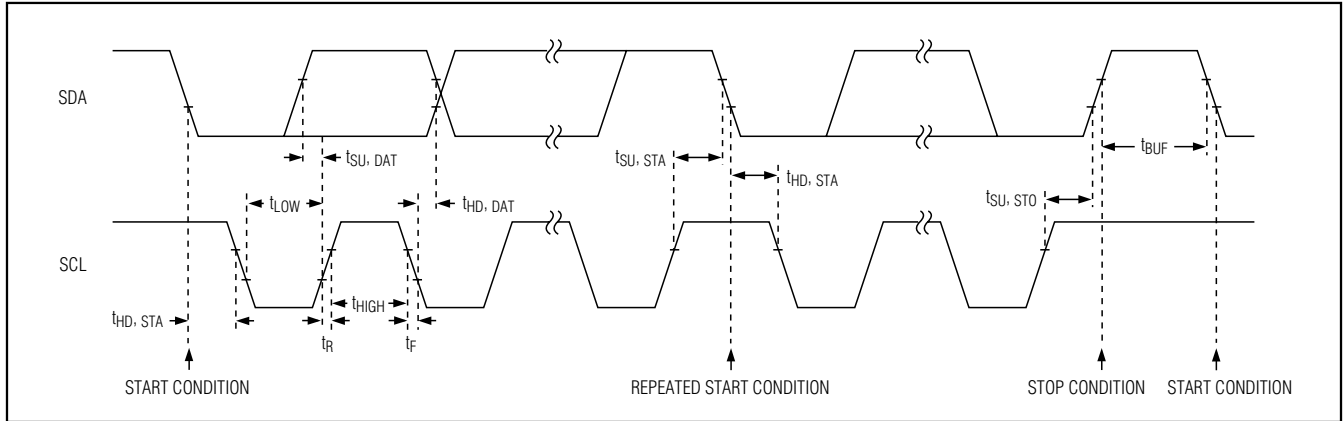 SDA
tSU, DAT
tSU, STA
tHD, STA
tBUF
tLOW
tHD, DAT
tSU, STO
SCL
tHD, STA
tHIGH
tR
tF
START CONDITION
REPEATED START CONDITION
STOP CONDITION
START CONDITION